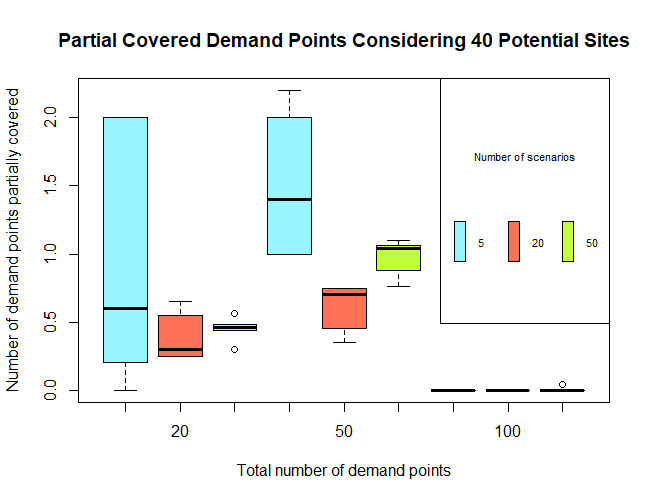 Partial Covered Demand Points Considering 40 Potential Sites
Number of demand points partially covered
2.0
1.5
1.0
0.5
0.0
Number of scenarios
5 20 50
20 50 100
Total number of demand points